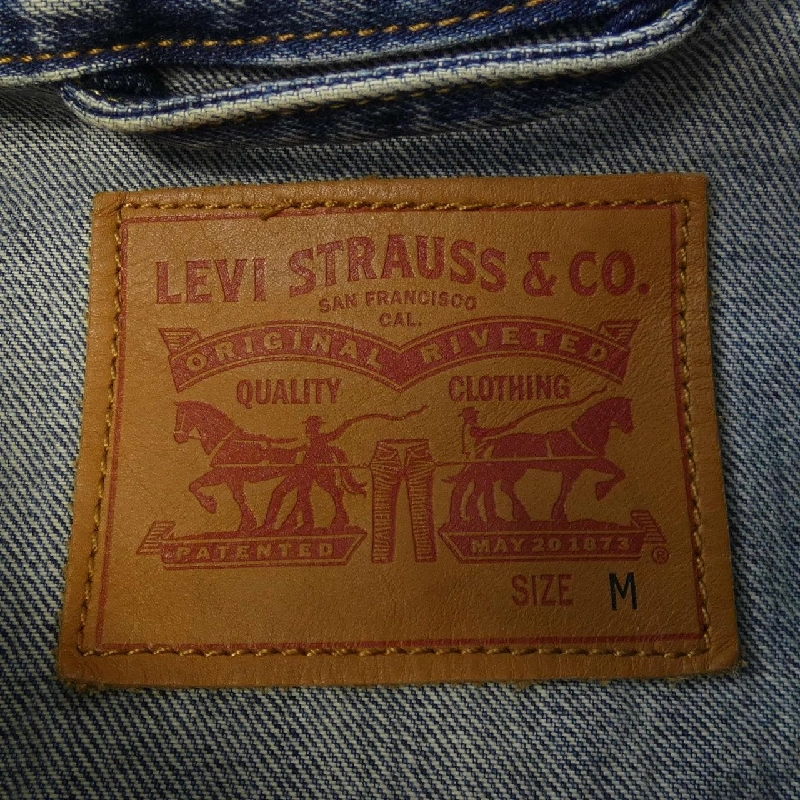 LEVI STRAUSS & CO.
SAN FRANCISCO
CAL.
ORIGINAL RIVETED
QUALITY CLOTHING
PATENTED MAY 20 1873 ®
SIZE M